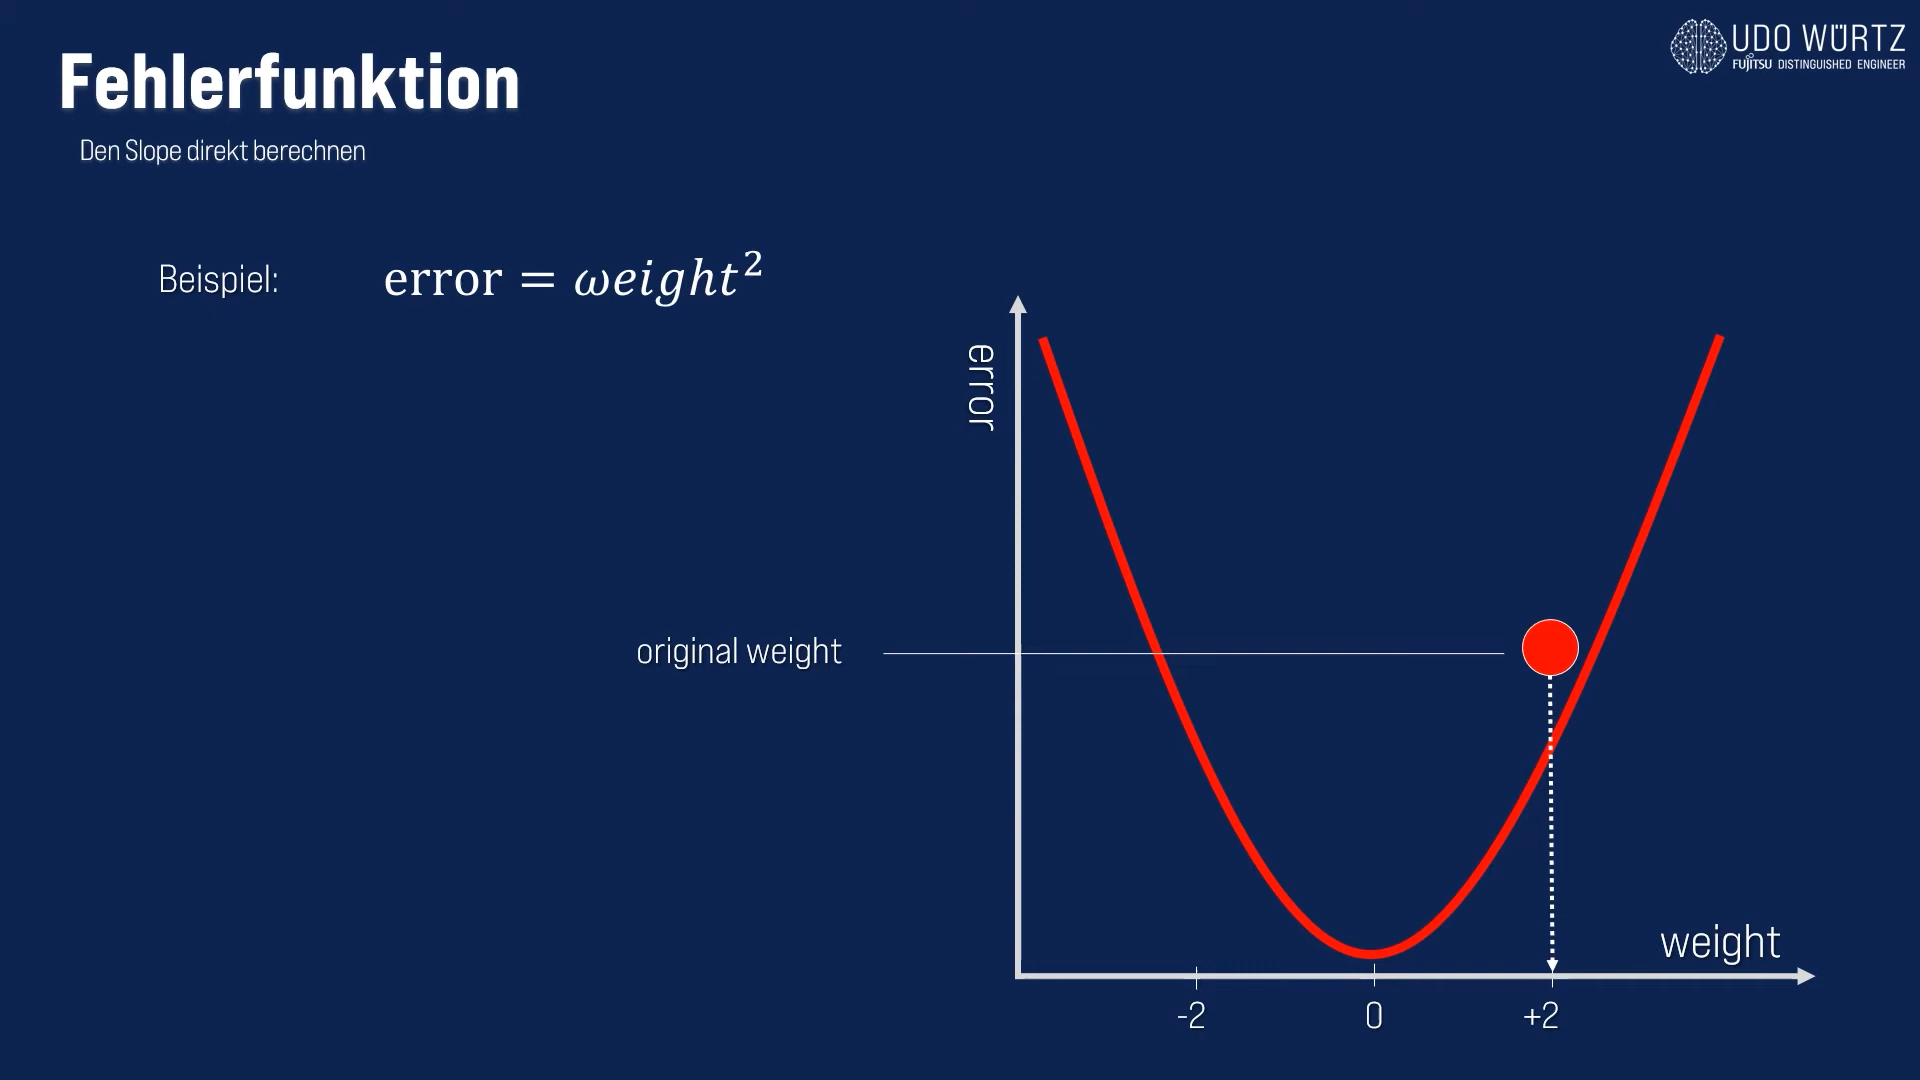 UDO WÜRTZ
FUJITSU DISTINGUISHED ENGINEER
Fehlerfunktion
Den Slope direkt berechnen
Beispiel: error = ωeight²
error
original weight
weight
-2 0 +2